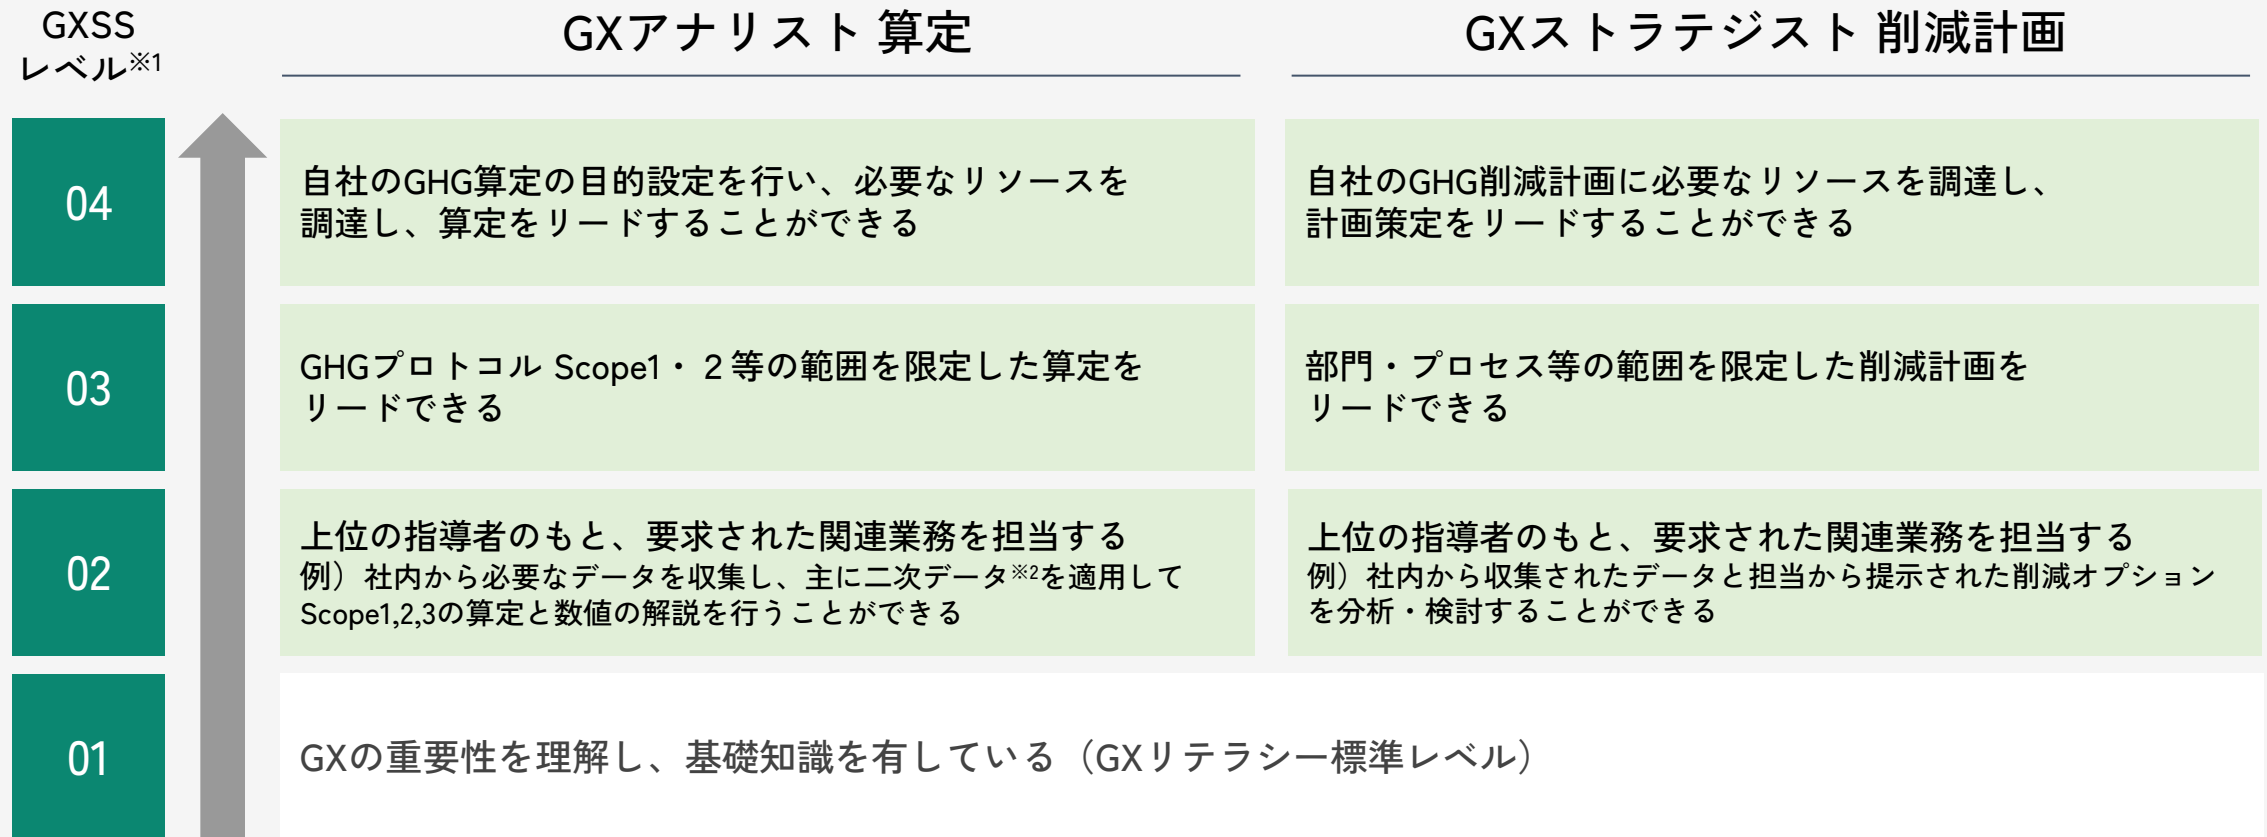 GXSS
レベル※1
GXアナリスト 算定
GXストラテジスト 削減計画
04
自社のGHG算定の目的設定を行い、必要なリソースを
調達し、算定をリードすることができる
自社のGHG削減計画に必要なリソースを調達し、
計画策定をリードすることができる
03
GHGプロトコル Scope1・２等の範囲を限定した算定を
リードできる
部門・プロセス等の範囲を限定した削減計画を
リードできる
02
上位の指導者のもと、要求された関連業務を担当する
例）社内から必要なデータを収集し、主に二次データ※2を適用して
Scope1,2,3の算定と数値の解説を行うことができる
上位の指導者のもと、要求された関連業務を担当する
例）社内から収集されたデータと担当から提示された削減オプション
を分析・検討することができる
01
GXの重要性を理解し、基礎知識を有している（GXリテラシー標準レベル）